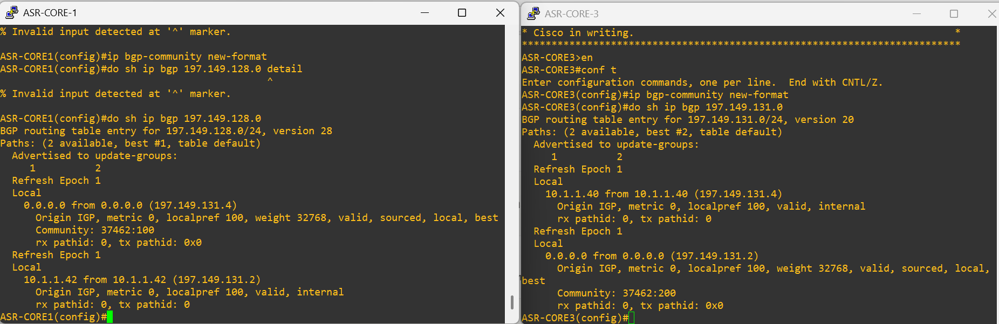 ASR-CORE-1
% Invalid input detected at '^' marker.
ASR-CORE1(config)#ip bgp-community new-format
ASR-CORE1(config)#do sh ip bgp 197.149.128.0 detail
^
% Invalid input detected at '^' marker.
ASR-CORE1(config)#do sh ip bgp 197.149.128.0
BGP routing table entry for 197.149.128.0/24, version 28
Paths: (2 available, best #1, table default)
Advertised to update-groups:
1          2
Refresh Epoch 1
Local
0.0.0.0 from 0.0.0.0 (197.149.131.4)
Origin IGP, metric 0, localpref 100, weight 32768, valid, sourced, local, best
Community: 37462:100
rx pathid: 0, tx pathid: 0x0
Refresh Epoch 1
Local
10.1.1.42 from 10.1.1.42 (197.149.131.2)
Origin IGP, metric 0, localpref 100, valid, internal
rx pathid: 0, tx pathid: 0
ASR-CORE1(config)#
ASR-CORE-3
* Cisco in writing.                                                      *
**************************************************************************
ASR-CORE3>en
ASR-CORE3#conf t
Enter configuration commands, one per line.  End with CNTL/Z.
ASR-CORE3(config)#ip bgp-community new-format
ASR-CORE3(config)#do sh ip bgp 197.149.131.0
BGP routing table entry for 197.149.131.0/24, version 20
Paths: (2 available, best #2, table default)
Advertised to update-groups:
1          2
Refresh Epoch 1
Local
10.1.1.40 from 10.1.1.40 (197.149.131.4)
Origin IGP, metric 0, localpref 100, valid, internal
rx pathid: 0, tx pathid: 0
Refresh Epoch 1
Local
0.0.0.0 from 0.0.0.0 (197.149.131.2)
Origin IGP, metric 0, localpref 100, weight 32768, valid, sourced, local,
best
Community: 37462:200
rx pathid: 0, tx pathid: 0x0
ASR-CORE3(config)#